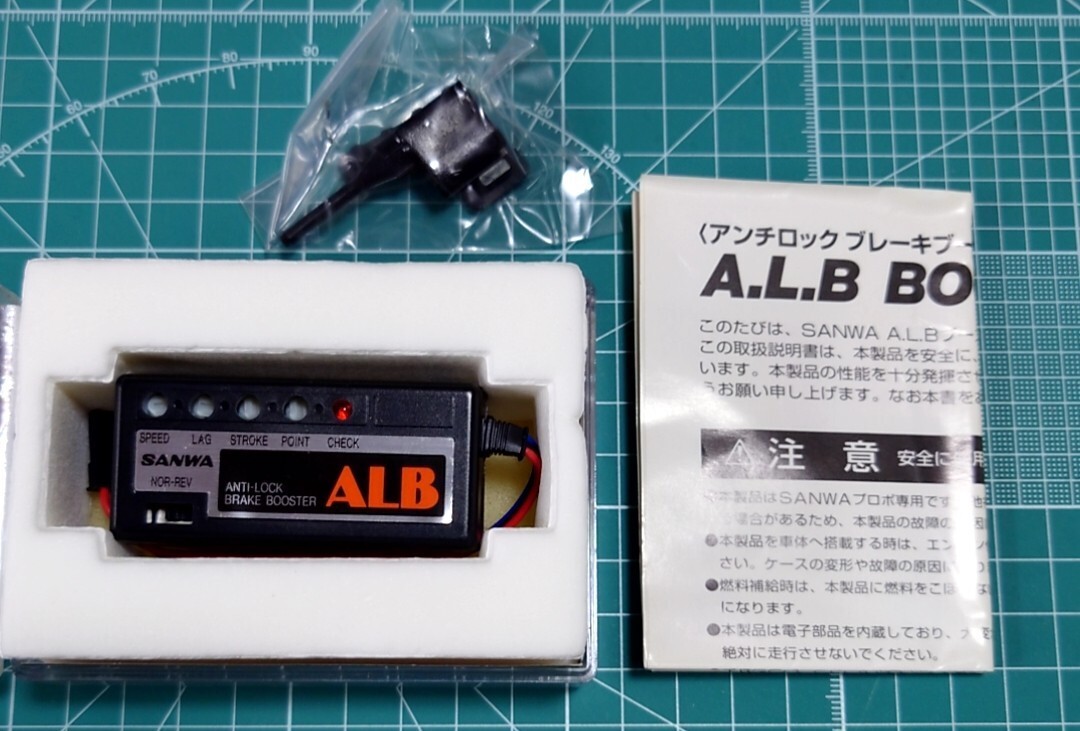 60
70
80
90
120
130
〈アンチロック ブレーキブー
A.L.B BO
このたびは、SANWA A.L.Bブー
この取扱説明書は、本製品を安全に、
います。本製品の性能を十分発揮させ
うお願い申し上げます。なお本書をお
注 意 安全に
本製品はSANWAプロポ専用です
場合があるため、本製品の故障の
●本製品を車体へ搭載する時は、エンジン
さい。ケースの変形や故障の原因に
●燃料補給時は、本製品に燃料をこぼ
になります。
●本製品は電子部品を内蔵しており、
絶対に走行させないでください。
SPEED LAG STROKE POINT CHECK
SANWA
NOR-REV
ANTI-LOCK
BRAKE BOOSTER
ALB